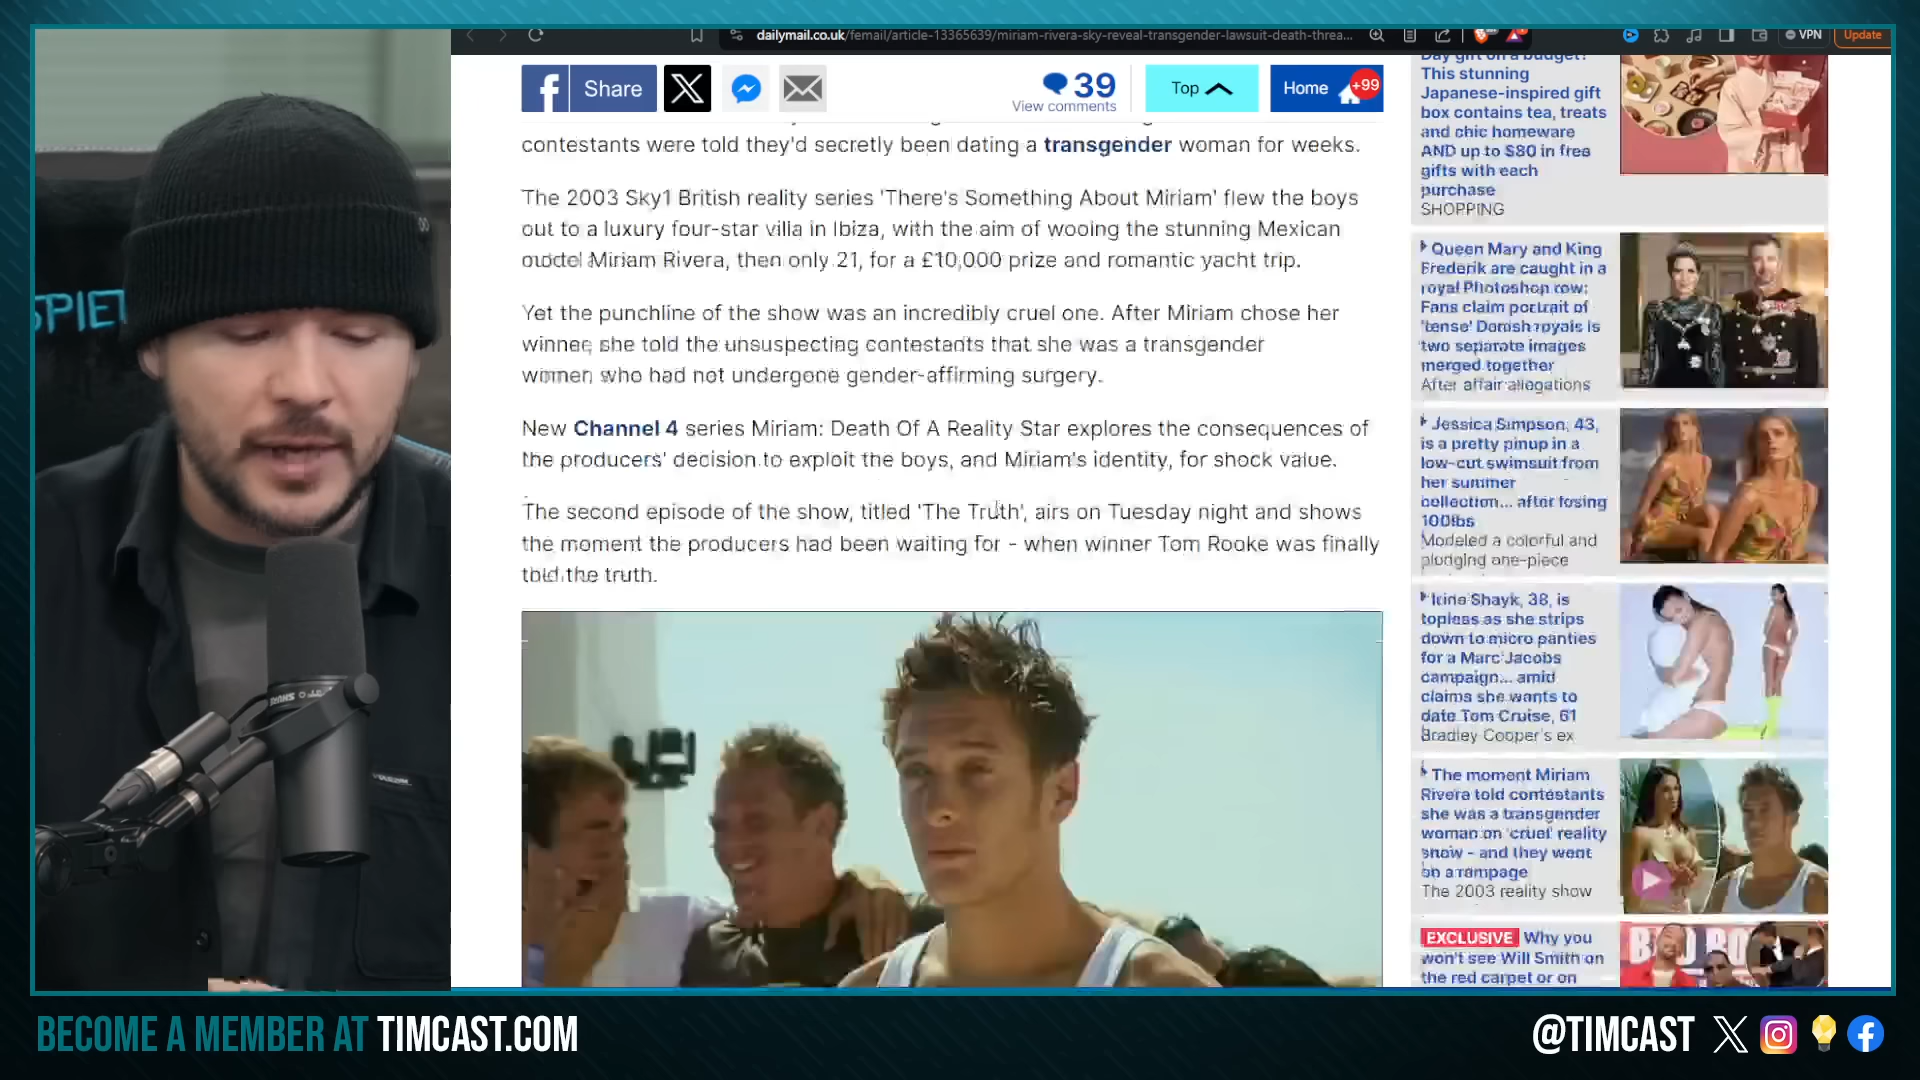 dailymail.co.uk/femail/article-13365639/miriam-rivera-sky-reveal-transgender-lawsuit-death-threa...
VPN
Update
Share
39
View comments
Top
Home
+99
contestants were told they'd secretly been dating a transgender woman for weeks.
The 2003 Sky1 British reality series 'There's Something About Miriam' flew the boys
out to a luxury four-star villa in Ibiza, with the aim of wooing the stunning Mexican
Miriam Rivera, then only 21, for a £10,000 prize and romantic yacht trip.
Yet the punchline of the show was an incredibly cruel one. After Miriam chose her
winner, she told the unsuspecting contestants that she was a transgender
who had not undergone gender-affirming surgery.
New Channel 4 series Miriam: Death Of A Reality Star explores the consequences of
the producers' decision to exploit the boys, and Miriam's identity, for shock value.
The second episode of the show, titled 'The Truth', airs on Tuesday night and shows
the moment the producers had been waiting for - when winner Tom Rooke was finally
told the truth.
Day gift on a budget?
This stunning
Japanese-inspired gift
box contains tea, treats
and chic homeware
AND up to $80 in free
gifts with each
purchase
SHOPPING
Queen Mary and King
Frederik are caught in a
royal Photoshop row:
Fans claim portrait of
'tense' Danish royals is
two separate images
merged together
After affair allegations
Jessica Simpson, 43,
is a pretty pinup in a
low-cut swimsuit from
her summer
collection... after losing
100lbs
Modeled a colorful and
plunging one-piece
Irina Shayk, 38, is
topless as she strips
down to micro panties
for a Marc Jacobs
campaign... amid
claims she wants to
date Tom Cruise, 61
Bradley Cooper's ex
The moment Miriam
Rivera told contestants
she was a transgender
woman on 'cruel' reality
show - and they went
on a rampage
The 2003 reality show
EXCLUSIVE Why you
won't see Will Smith on
the red carpet or on
SPIET
SHURE
BECOME A MEMBER AT TIMCAST.COM
@TIMCAST